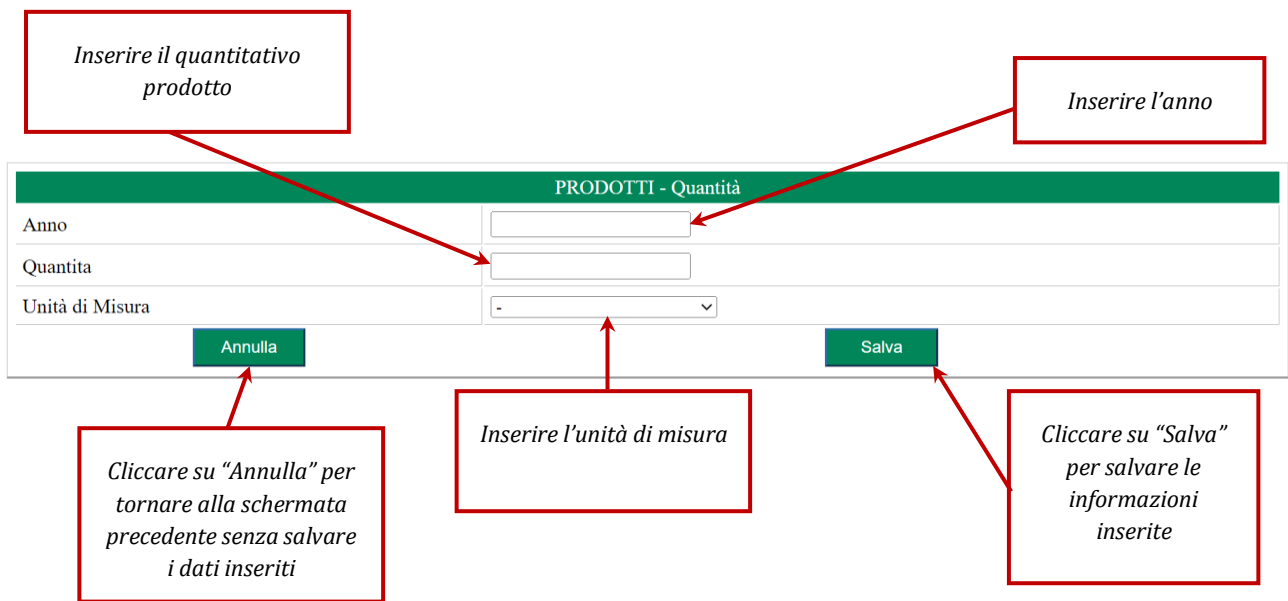 Inserire il quantitativo
prodotto
Inserire l’anno
PRODOTTI - Quantità
Anno
Quantita
Unità di Misura
-
Annulla
Salva
Cliccare su “Annulla” per
tornare alla schermata
precedente senza salvare
i dati inseriti
Inserire l’unità di misura
Cliccare su “Salva”
per salvare le
informazioni
inserite